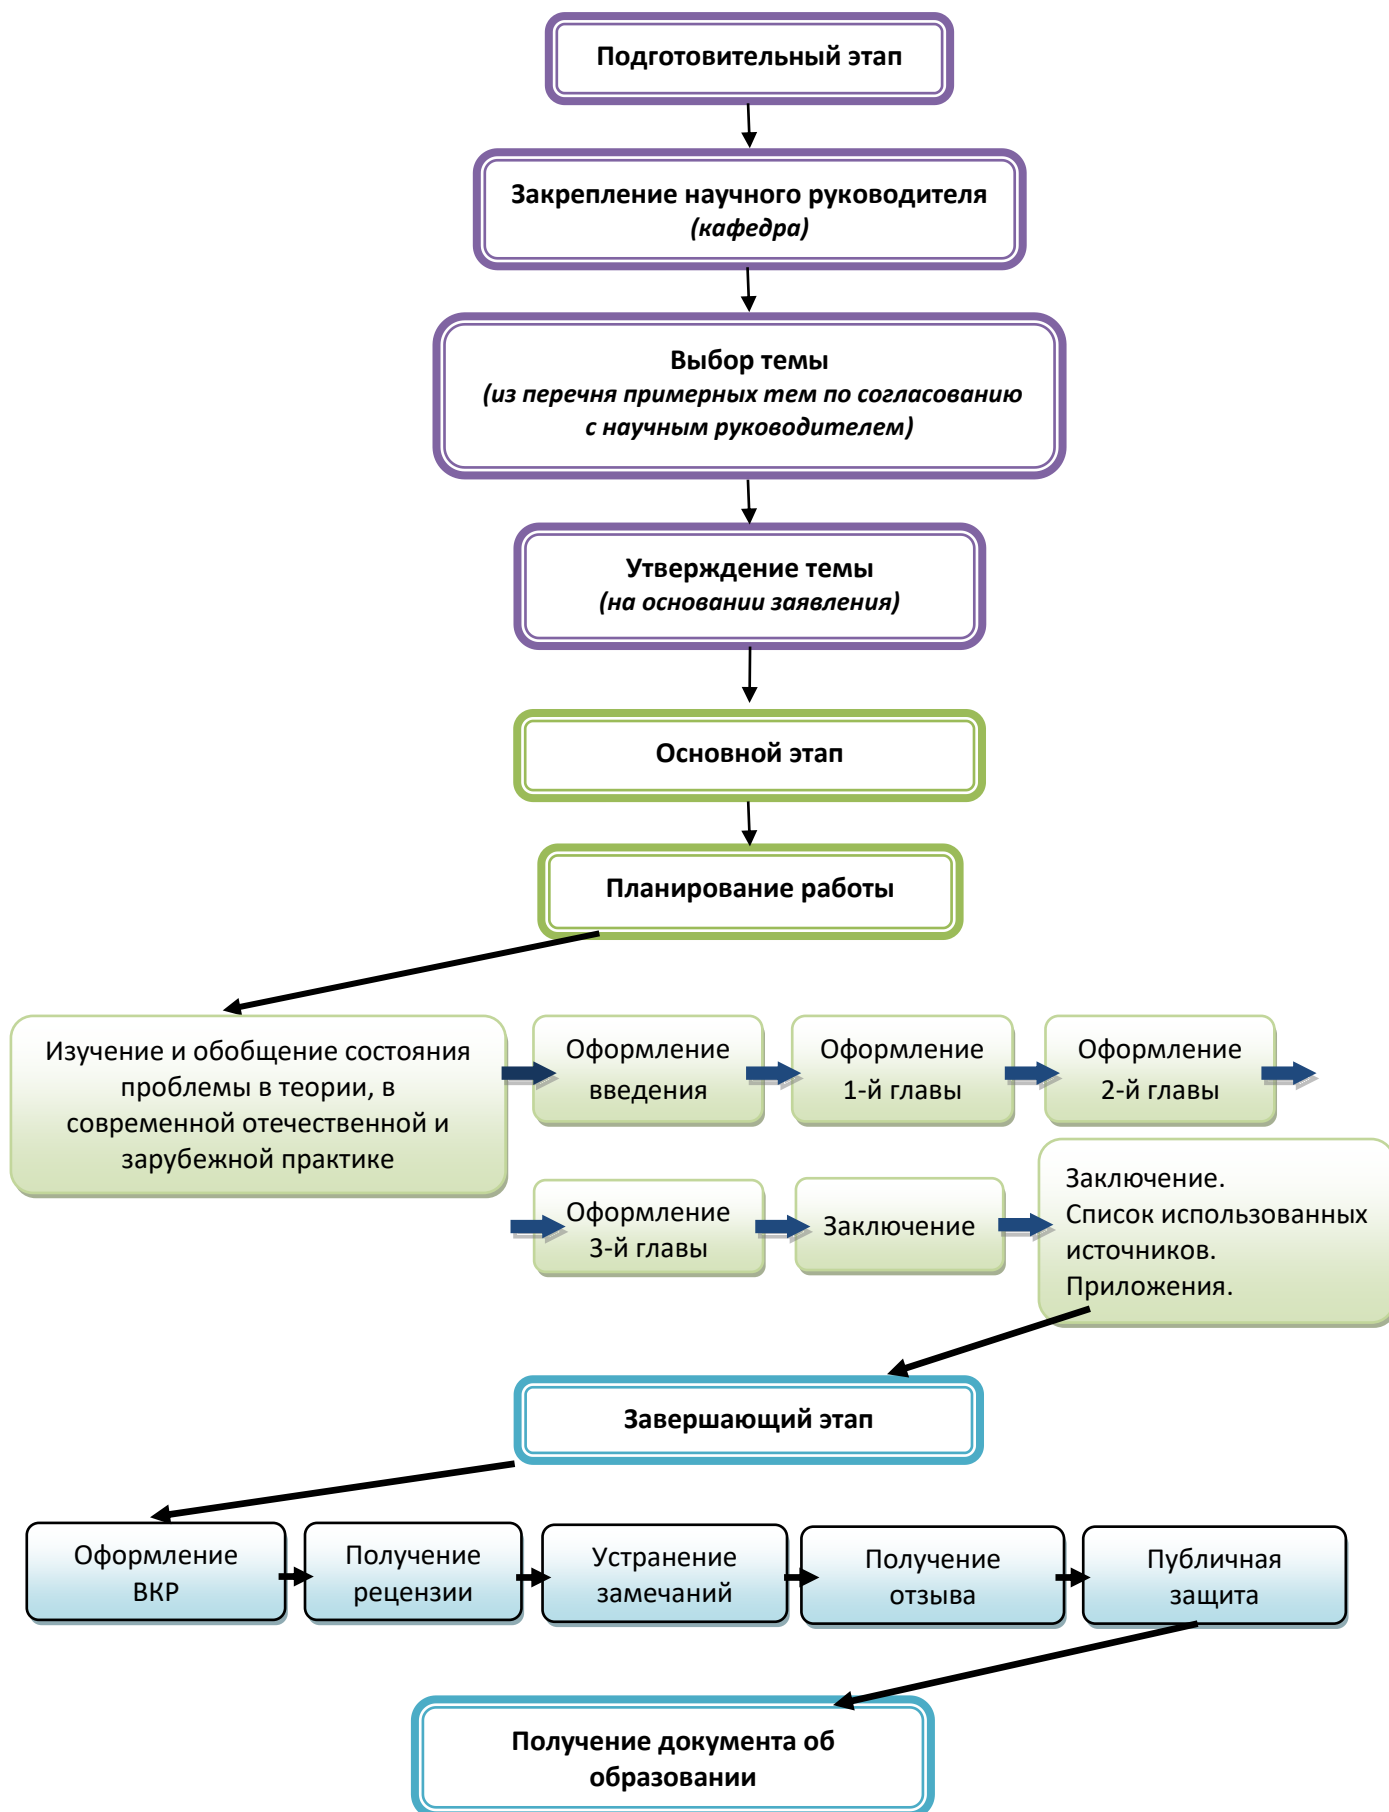 Подготовительный этап
Закрепление научного руководителя
(кафедра)
Выбор темы
(из перечня примерных тем по согласованию
с научным руководителем)
Утверждение темы
(на основании заявления)
Основной этап
Планирование работы
Изучение и обобщение состояния
проблемы в теории, в
современной отечественной и
зарубежной практике
Оформление
введения
Оформление
1-й главы
Оформление
2-й главы
Оформление
3-й главы
Заключение
Заключение.
Список использованных
источников.
Приложения.
Завершающий этап
Оформление
ВКР
Получение
рецензии
Устранение
замечаний
Получение
отзыва
Публичная
защита
Получение документа об
образовании